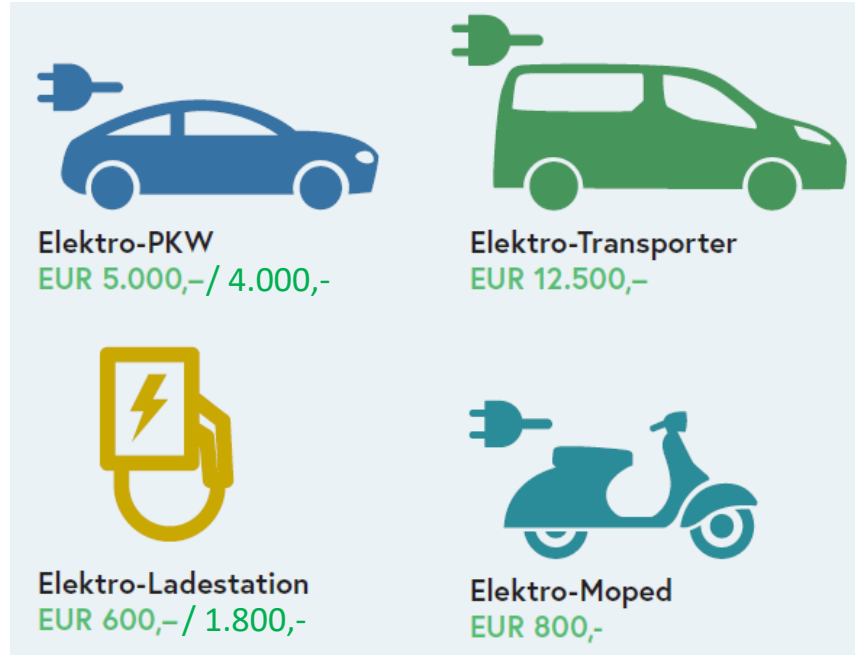 Elektro-PKW
EUR 5.000,–/ 4.000,-
Elektro-Transporter
EUR 12.500,–
Elektro-Ladestation
EUR 600,–/ 1.800,-
Elektro-Moped
EUR 800,-